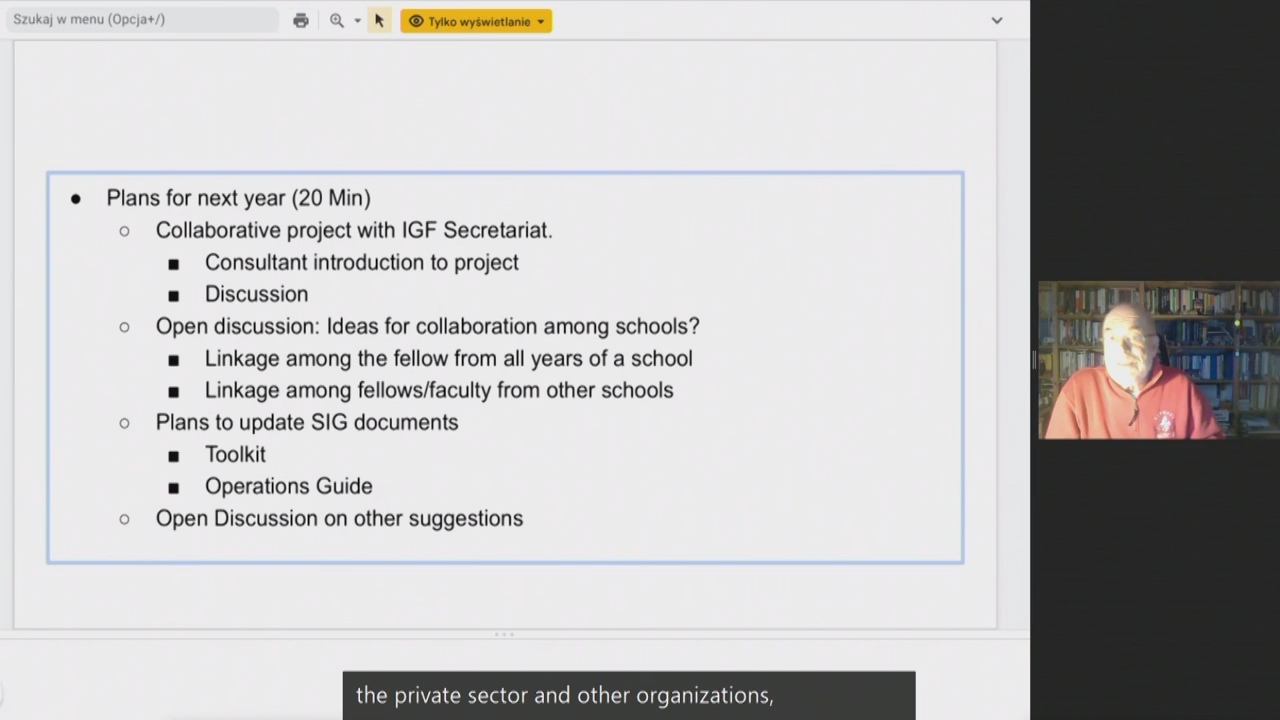 Szukaj w menu (Opcja+/)
Tylko wyświetlanie
● Plans for next year (20 Min)
○ Collaborative project with IGF Secretariat.
■ Consultant introduction to project
■ Discussion
○ Open discussion: Ideas for collaboration among schools?
■ Linkage among the fellow from all years of a school
■ Linkage among fellows/faculty from other schools
○ Plans to update SIG documents
■ Toolkit
■ Operations Guide
○ Open Discussion on other suggestions
the private sector and other organizations,